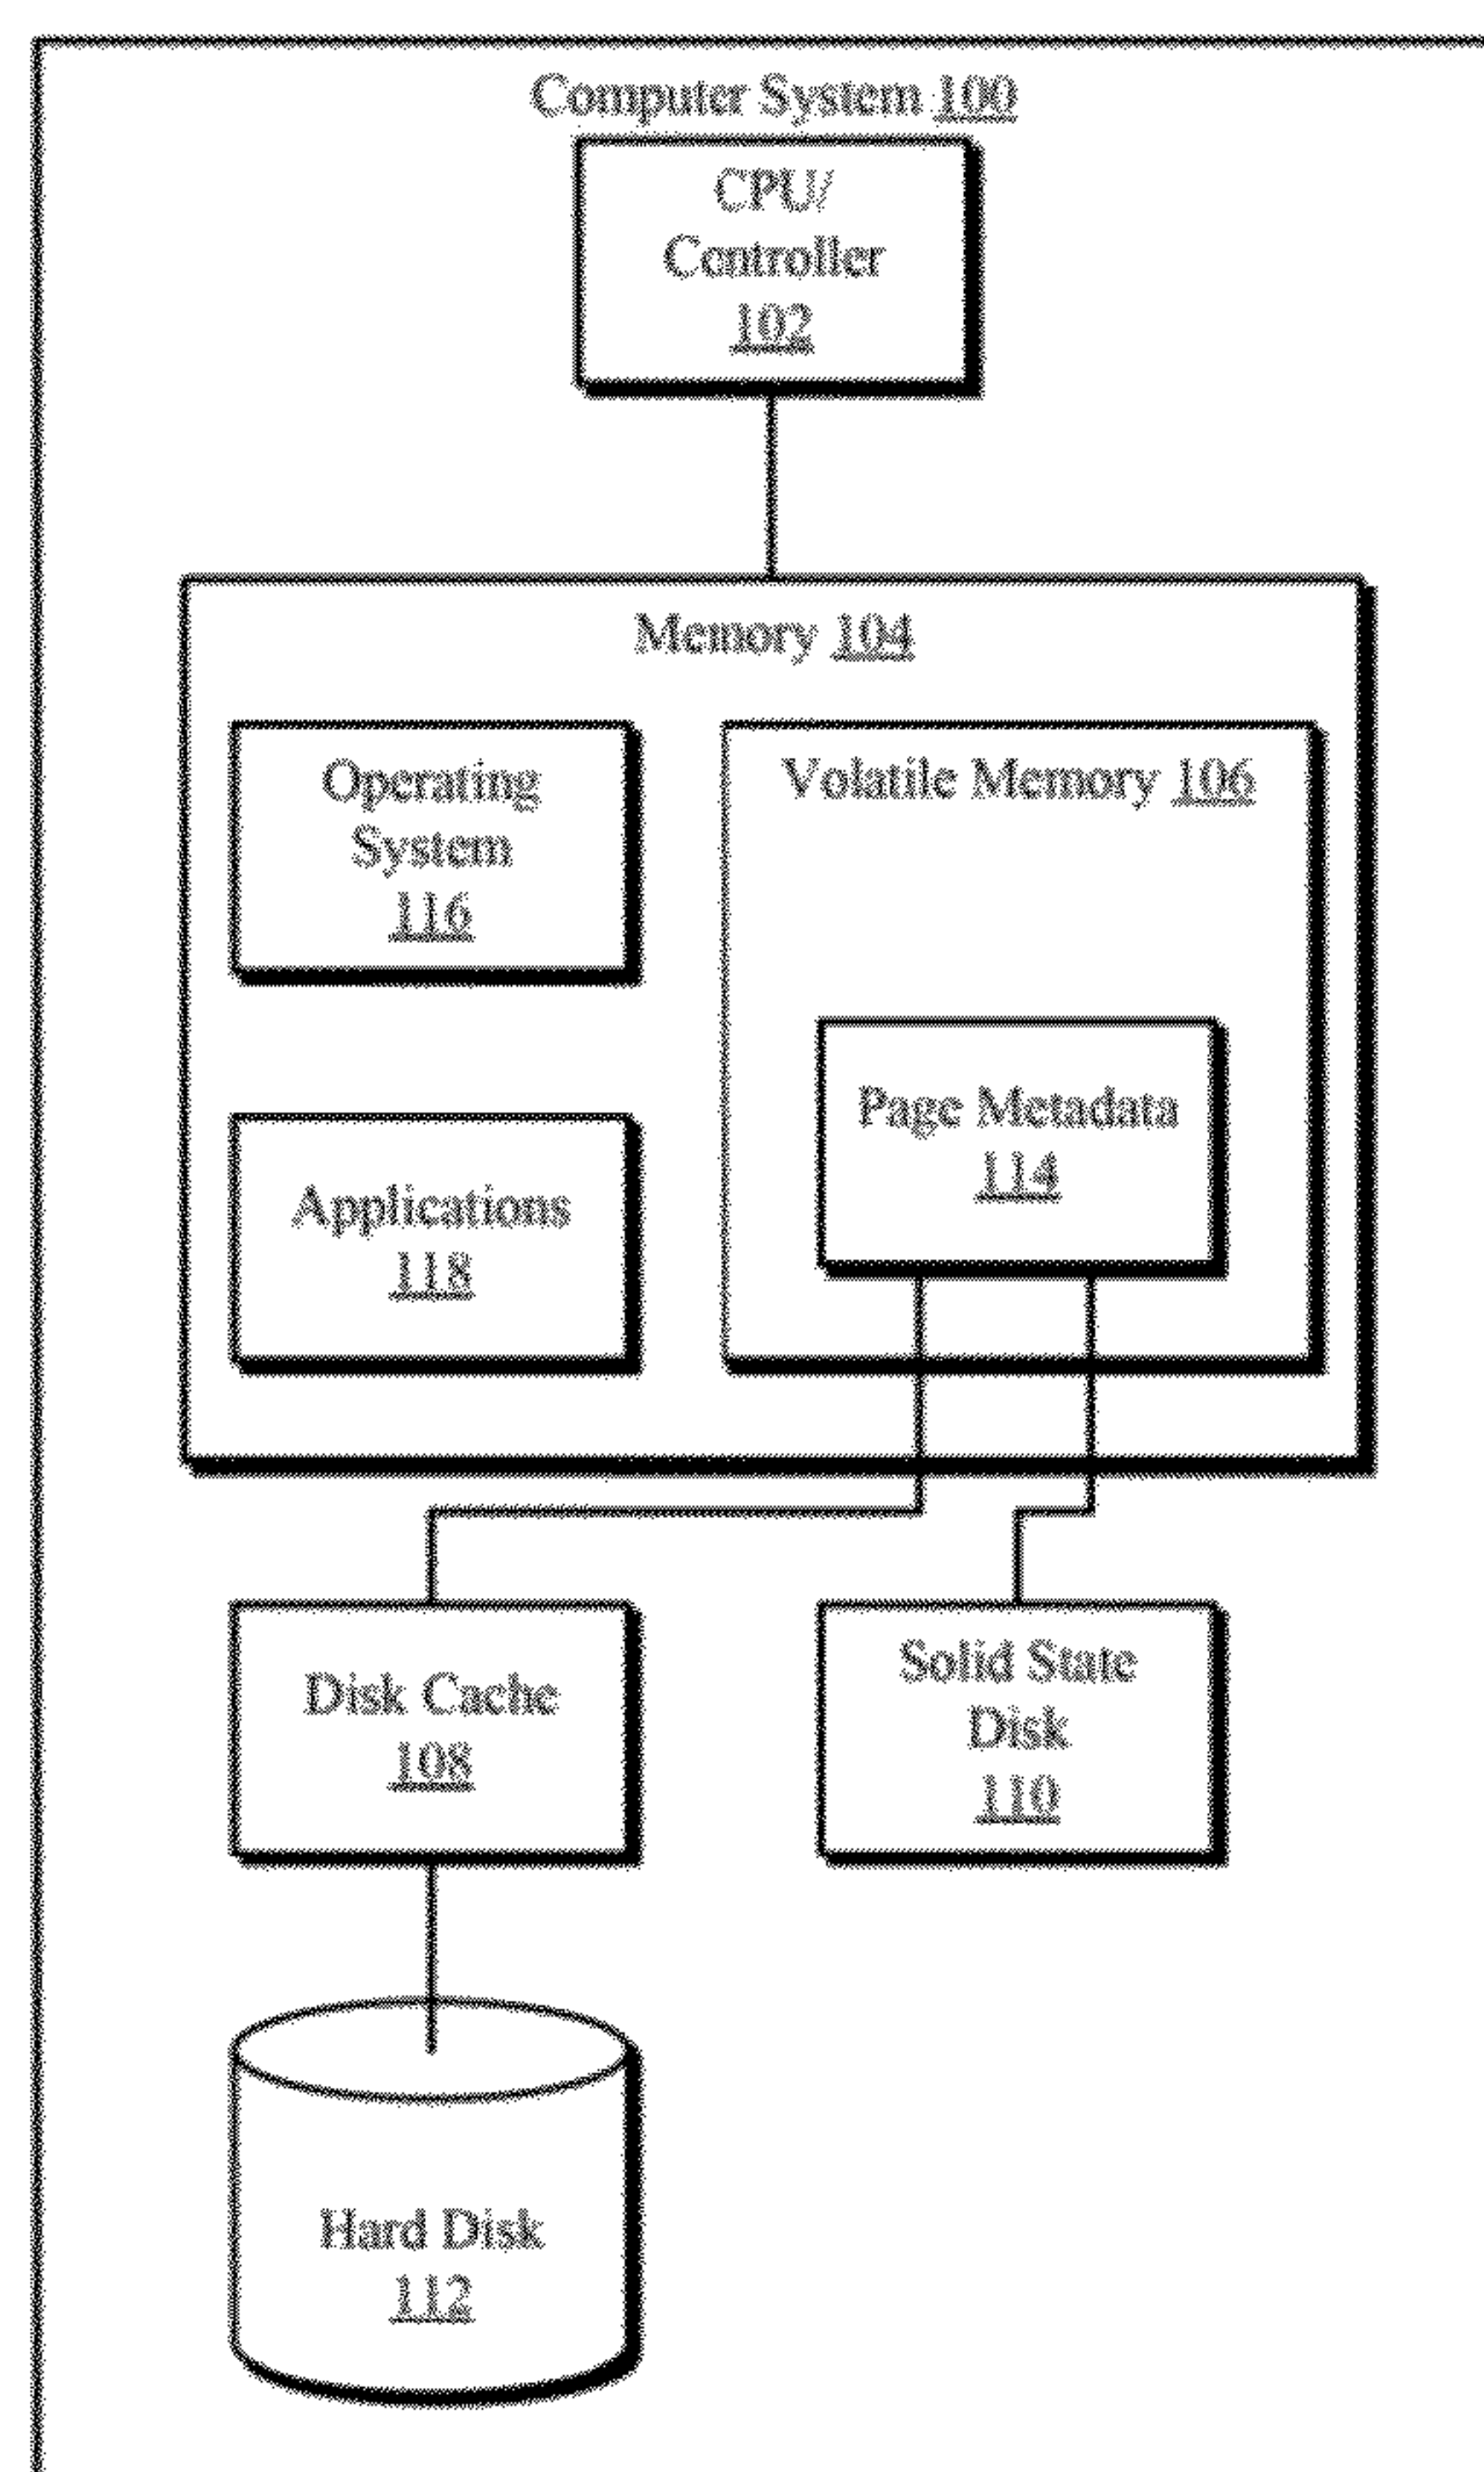 Computer System 100
CPU/
Controller
102
Memory 104
Operating
System
116
Volatile Memory 106
Page Metadata
114
Applications
118
Disk Cache
108
Solid State
Disk
110
Hard Disk
112